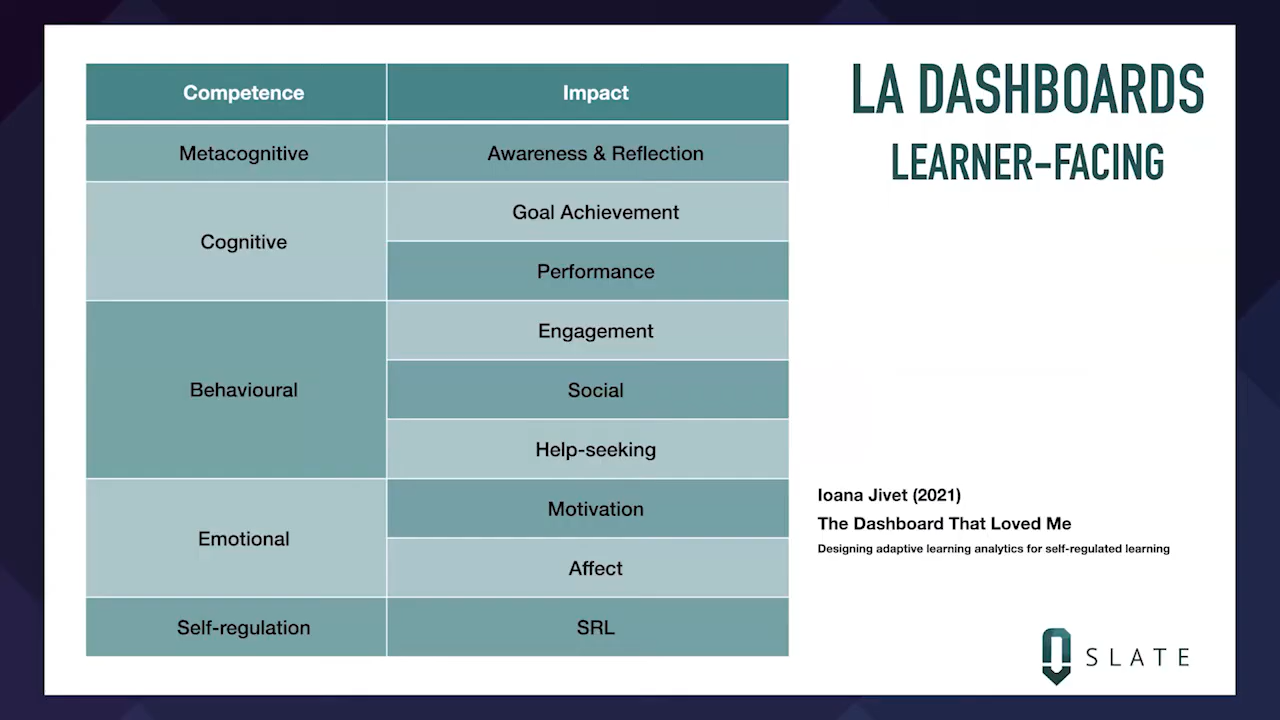 LA DASHBOARDS
LEARNER-FACING
Competence Impact
Metacognitive Awareness & Reflection
Cognitive Goal Achievement
Performance
Behavioural Engagement
Social
Help-seeking
Emotional Motivation
Affect
Self-regulation SRL
Ioana Jivet (2021)
The Dashboard That Loved Me
Designing adaptive learning analytics for self-regulated learning
SLATE